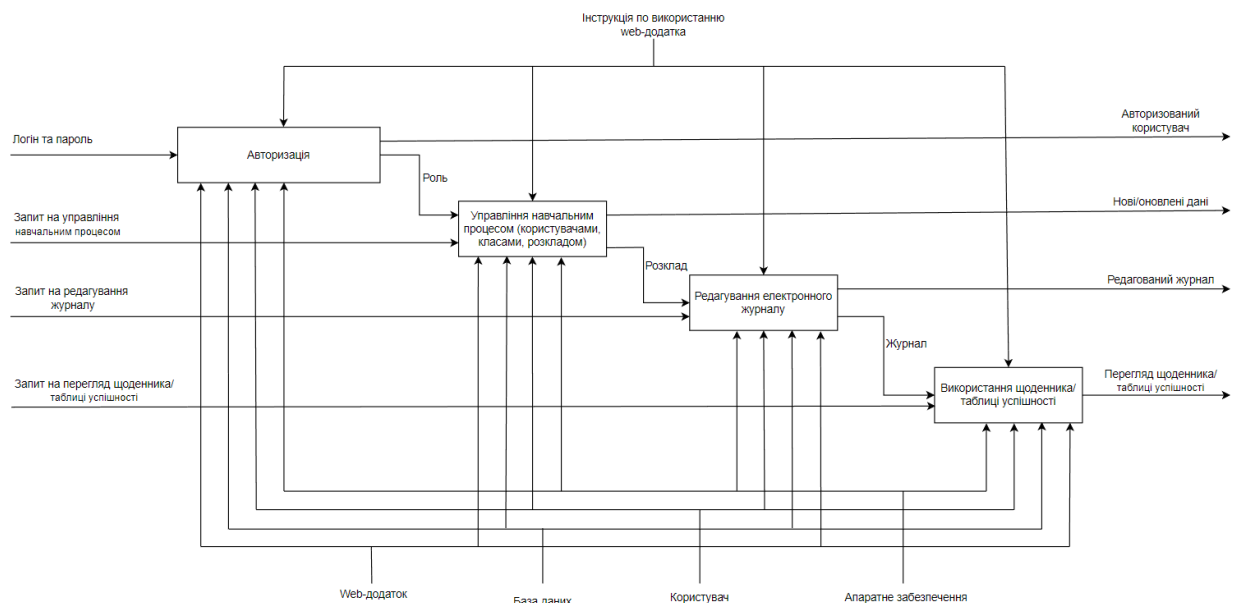 Інструкція по використанню
web-додатка
Логін та пароль
Авторизація
Авторизований
користувач
Роль
Запит на управління
навчальним процесом
Управління навчальним
процесом (користувачами,
класами, розкладом)
Нові/оновлені дані
Розклад
Запит на редагування
журналу
Редагування електронного
журналу
Редагований журнал
Журнал
Запит на перегляд щоденника/
таблиці успішності
Використання щоденника/
таблиці успішності
Перегляд щоденника/
таблиці успішності
Web-додаток
База даних
Користувач
Апаратне забезпечення